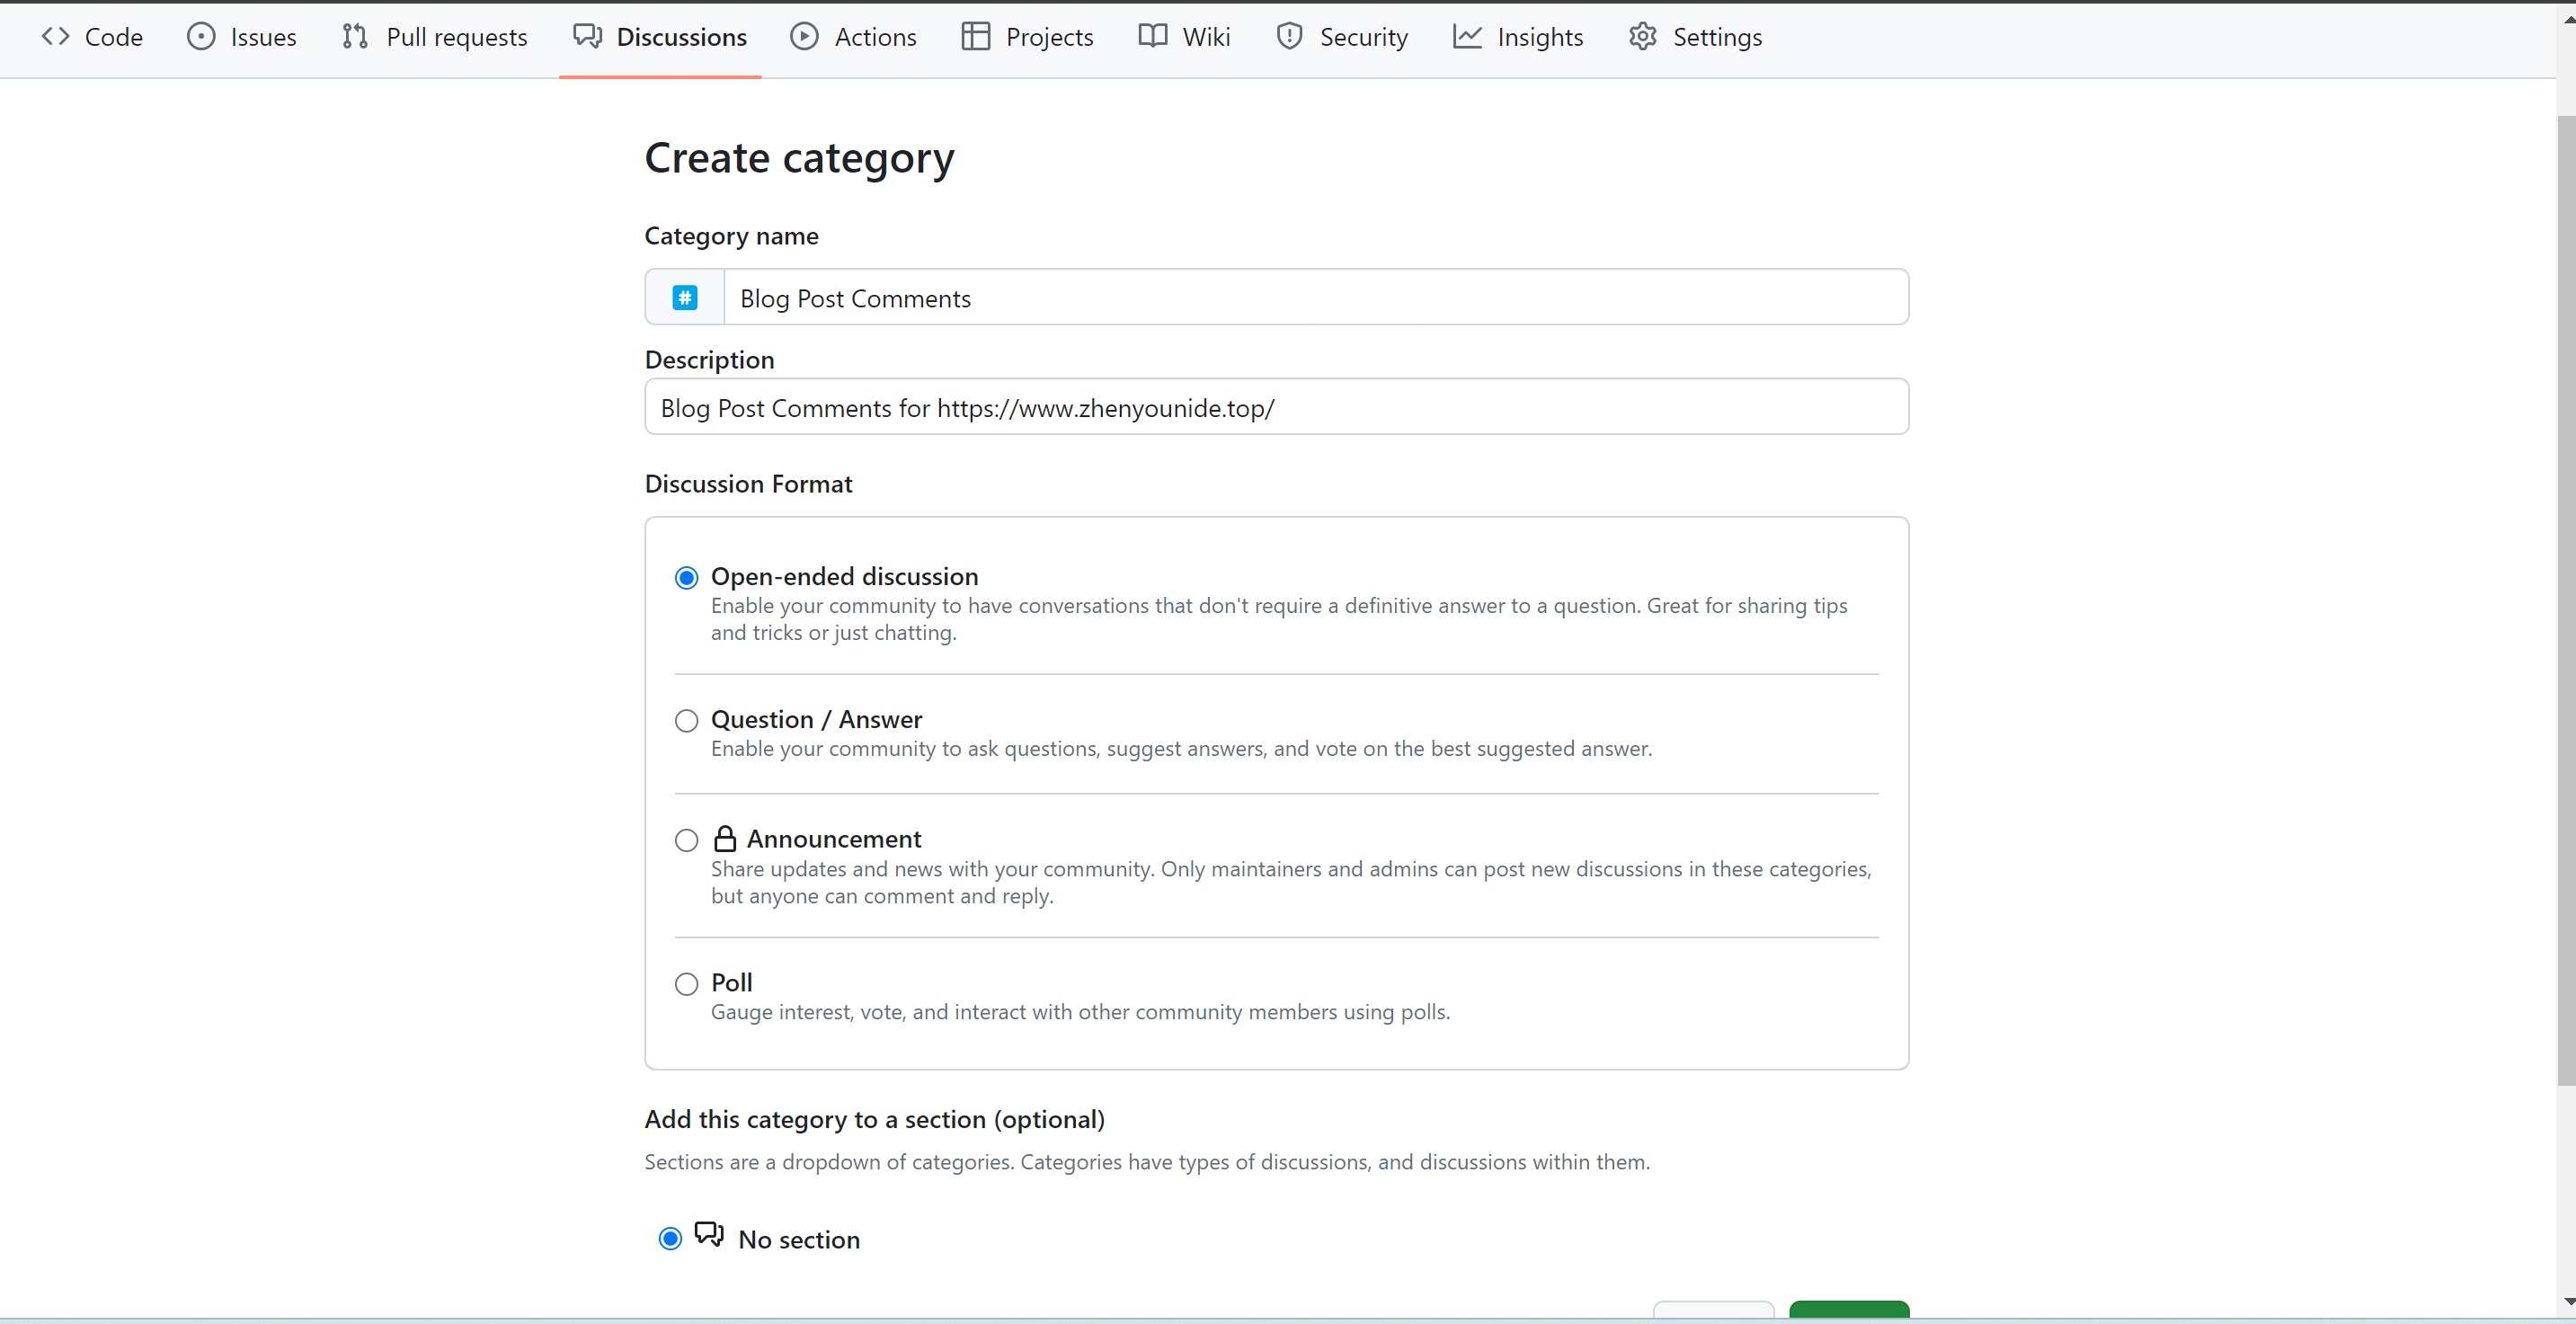 Code Issues Pull requests Discussions Actions Projects Wiki Security Insights Settings
Create category
Category name
# Blog Post Comments
Description
Blog Post Comments for https://www.zhenyounide.top/
Discussion Format
Open-ended discussion
Enable your community to have conversations that don't require a definitive answer to a question. Great for sharing tips
and tricks or just chatting.
Question / Answer
Enable your community to ask questions, suggest answers, and vote on the best suggested answer.
Announcement
Share updates and news with your community. Only maintainers and admins can post new discussions in these categories,
but anyone can comment and reply.
Poll
Gauge interest, vote, and interact with other community members using polls.
Add this category to a section (optional)
Sections are a dropdown of categories. Categories have types of discussions, and discussions within them.
No section